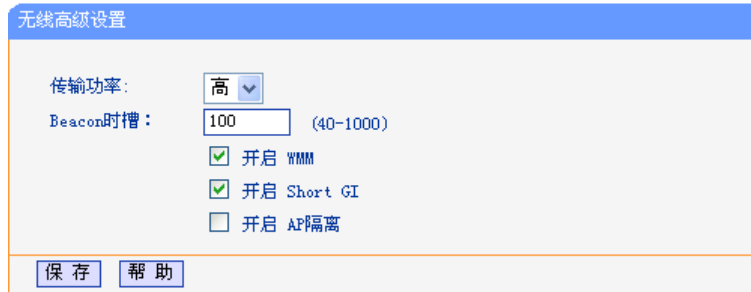 无线高级设置
传输功率: 高
Beacon时槽: 100 (40-1000)
开启 WMM
开启 Short GI
开启 AP隔离
保存 帮助